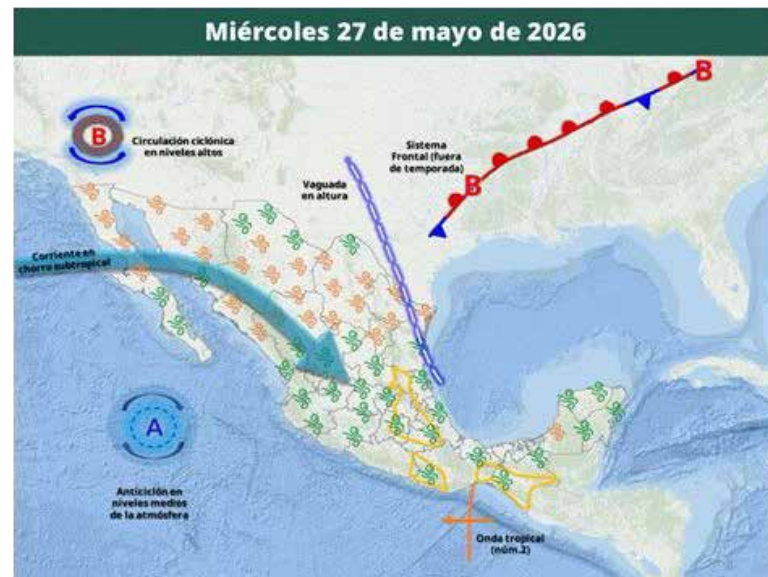 Miércoles 27 de mayo de 2026
B
Circulación ciclónica
en niveles altos
Sistema
Frontal (fuera
de temporada)
B
B
Vaguada
en altura
Corriente en
chorro subtropical
A
Anticiclón en
niveles medios
de la atmósfera
Onda tropical
(núm.2)